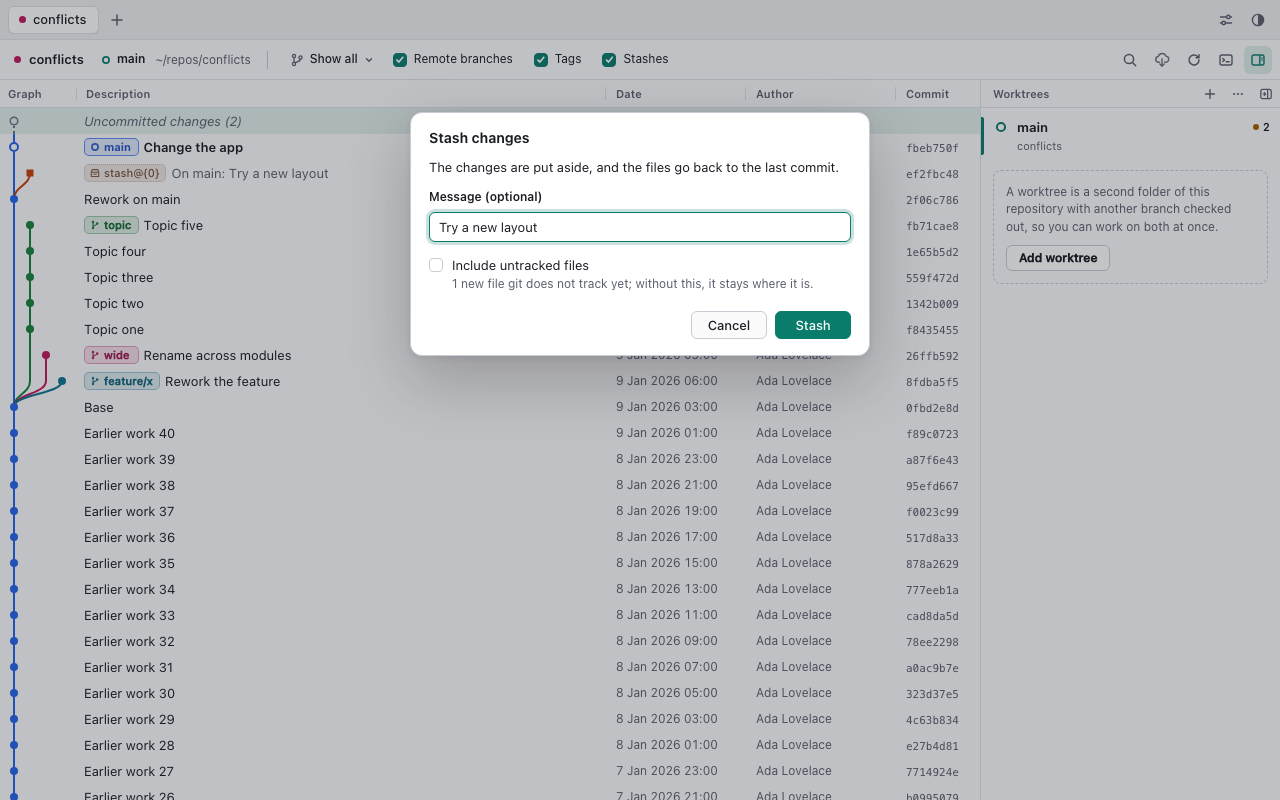 conflicts
conflicts main ~/repos/conflicts Show all Remote branches Tags Stashes
Graph Description Date Author Commit Worktrees
Uncommitted changes (2)
main Change the app fbeb750f
stash@{0} On main: Try a new layout ef2fbc48
Rework on main 2f06c786
topic Topic five fb71cae8
Topic four 1e65b5d2
Topic three 559f472d
Topic two 1342b009
Topic one f8435455
wide Rename across modules Ada Lovelace 26ffb592
feature/x Rework the feature 9 Jan 2026 06:00 Ada Lovelace 8fdba5f5
Base 9 Jan 2026 03:00 Ada Lovelace 0fbd2e8d
Earlier work 40 9 Jan 2026 01:00 Ada Lovelace f89c0723
Earlier work 39 8 Jan 2026 23:00 Ada Lovelace a87f6e43
Earlier work 38 8 Jan 2026 21:00 Ada Lovelace 95efd667
Earlier work 37 8 Jan 2026 19:00 Ada Lovelace f0023c99
Earlier work 36 8 Jan 2026 17:00 Ada Lovelace 517d8a33
Earlier work 35 8 Jan 2026 15:00 Ada Lovelace 878a2629
Earlier work 34 8 Jan 2026 13:00 Ada Lovelace 777eeb1a
Earlier work 33 8 Jan 2026 11:00 Ada Lovelace cad8da5d
Earlier work 32 8 Jan 2026 09:00 Ada Lovelace 78ee2298
Earlier work 31 8 Jan 2026 07:00 Ada Lovelace a0ac9b7e
Earlier work 30 8 Jan 2026 05:00 Ada Lovelace 323d37e5
Earlier work 29 8 Jan 2026 03:00 Ada Lovelace 4c63b834
Earlier work 28 8 Jan 2026 01:00 Ada Lovelace e27b4d81
Earlier work 27 7 Jan 2026 23:00 Ada Lovelace 7714924e
Earlier work 26 7 Jan 2026 21:00 Ada Lovelace b0995079
Stash changes
The changes are put aside, and the files go back to the last commit.
Message (optional)
Try a new layout
Include untracked files
1 new file git does not track yet; without this, it stays where it is.
Cancel Stash
main 2
conflicts
A worktree is a second folder of this
repository with another branch checked
out, so you can work on both at once.
Add worktree